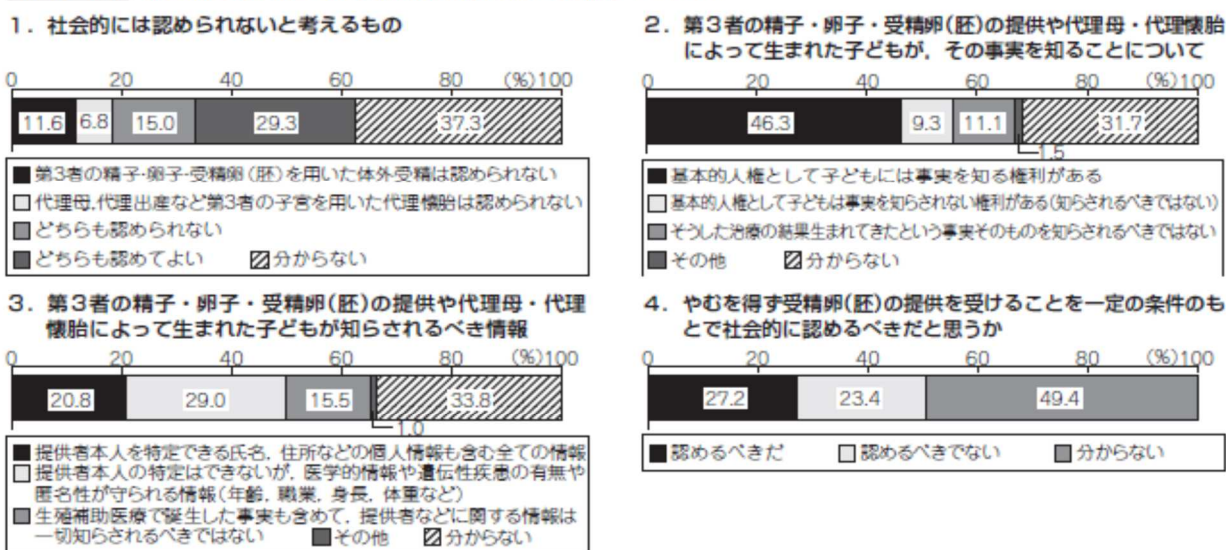 1．社会的には認められないと考えるもの
0 20 40 60 80 (%)100
11.6 6.8 15.0 29.3 37.3
■第3者の精子･卵子･受精卵(胚)を用いた体外受精は認められない
□代理母,代理出産など第3者の子宮を用いた代理懐胎は認められない
■どちらも認められない
■どちらも認めてよい 分からない
2．第3者の精子・卵子・受精卵(胚)の提供や代理母・代理懐胎
によって生まれた子どもが，その事実を知ることについて
0 20 40 60 80 (%)100
46.3 9.3 11.1 31.7
1.5
■基本的人権として子どもには事実を知る権利がある
□基本的人権として子どもは事実を知らされない権利がある(知らされるべきではない)
■そうした治療の結果生まれてきたという事実そのものを知らされるべきではない
■その他 分からない
3．第3者の精子・卵子・受精卵(胚)の提供や代理母・代理
懐胎によって生まれた子どもが知らされるべき情報
0 20 40 60 80 (%)100
20.8 29.0 15.5 33.8
1.0
■提供者本人を特定できる氏名，住所などの個人情報も含む全ての情報
□提供者本人の特定はできないが，医学的情報や遺伝性疾患の有無や
匿名性が守られる情報(年齢，職業，身長，体重など)
■生殖補助医療で誕生した事実も含めて，提供者などに関する情報は
一切知らされるべきではない ■その他 分からない
4．やむを得ず受精卵(胚)の提供を受けることを一定の条件のも
とで社会的に認めるべきだと思うか
0 20 40 60 80 (%)100
27.2 23.4 49.4
■認めるべきだ □認めるべきでない ■分からない